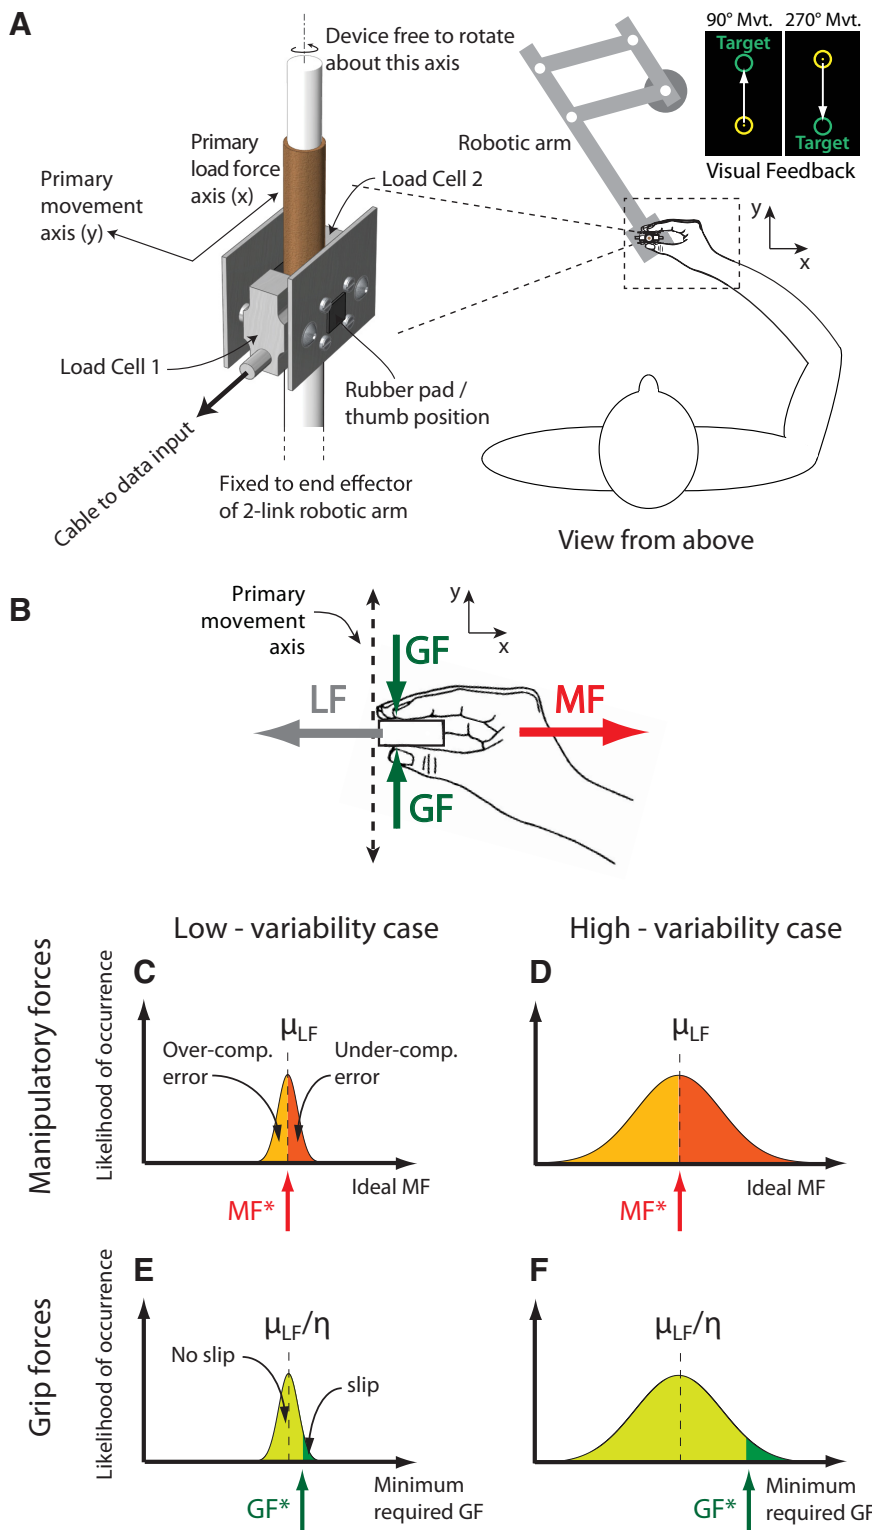 A
Device free to rotate
about this axis
Primary
load force
axis (x)
Primary
movement
axis (y)
Load Cell 2
Load Cell 1
Rubber pad /
thumb position
Cable to data input
Fixed to end effector
of 2-link robotic arm
Robotic arm
90° Mvt.
270° Mvt.
Target
Target
Visual Feedback
y
x
View from above
B
Primary
movement
axis
y
x
GF
LF
MF
GF
Low - variability case
High - variability case
Manipulatory forces
C
Likelihood of occurrence
μLF
Over-comp.
error
Under-comp.
error
Ideal MF
MF*
D
μLF
Ideal MF
MF*
Grip forces
E
Likelihood of occurrence
μLF/η
No slip
slip
Minimum
required GF
GF*
F
μLF/η
Minimum
required GF
GF*